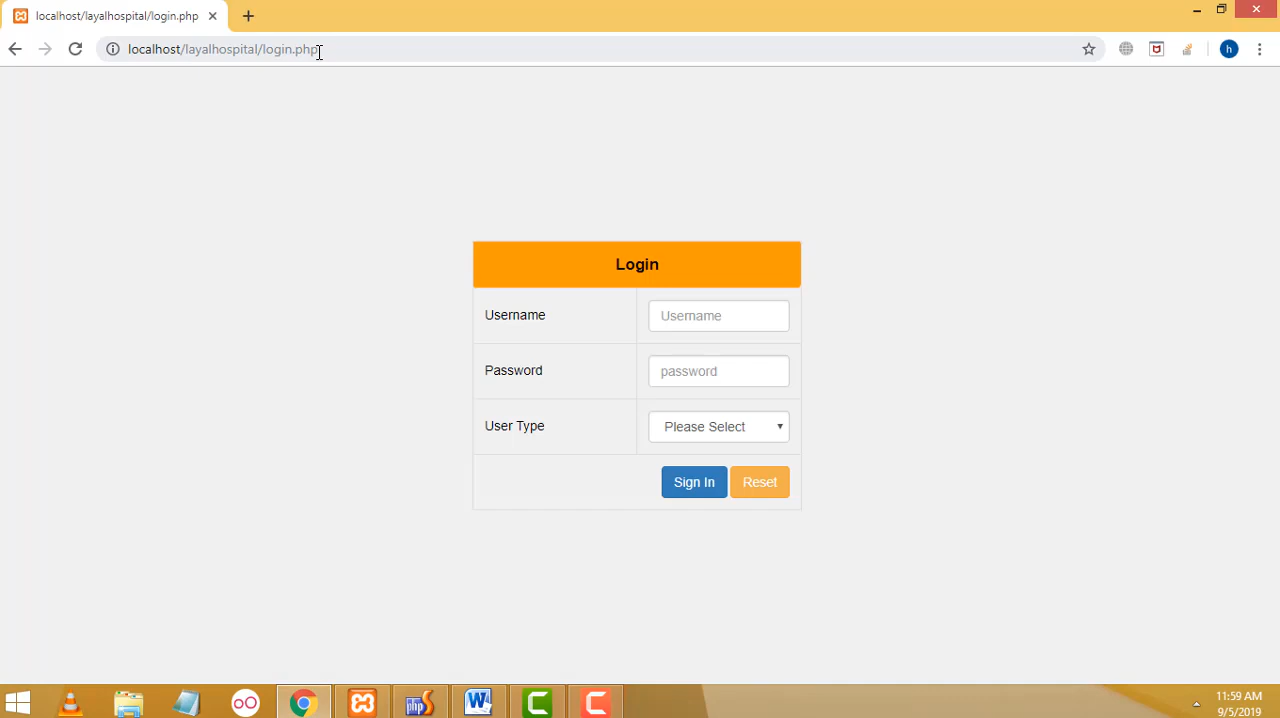 localhost/layalhospital/login.php
localhost/layalhospital/login.php
h
Login
Username Username
Password password
User Type Please Select
Sign In Reset
php
W
C
C
11:59 AM
9/5/2019